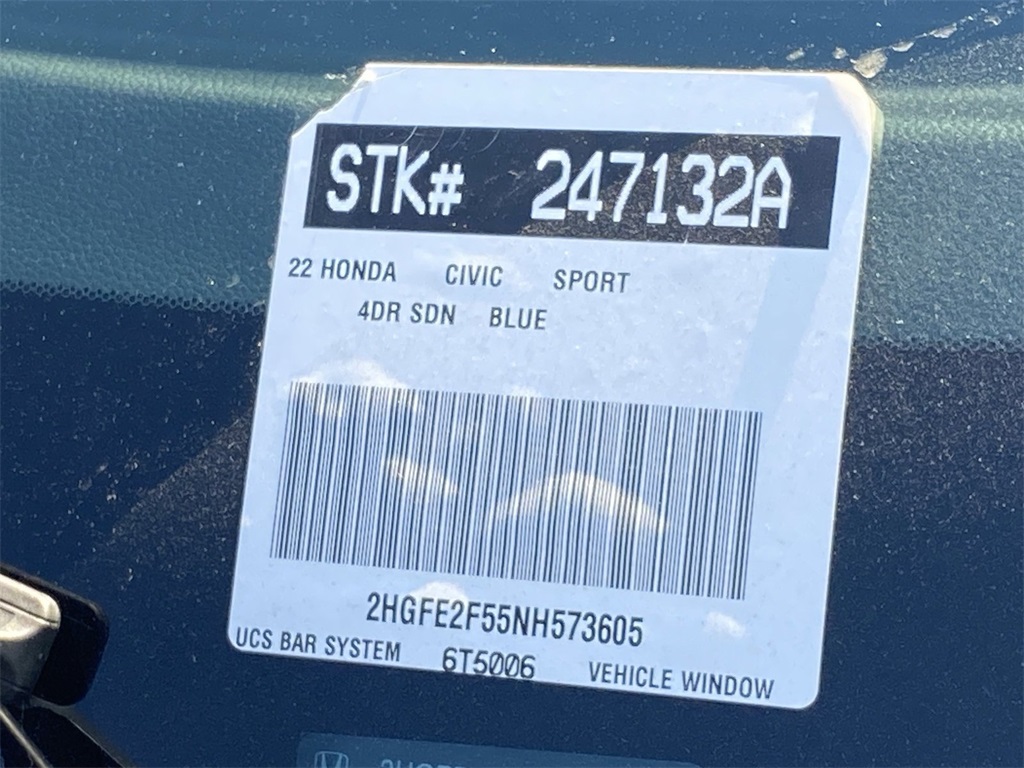 STK# 247132A
22 HONDA CIVIC SPORT
4DR SDN BLUE
2HGFE2F55NH573605
UCS BAR SYSTEM 6T5006 VEHICLE WINDOW